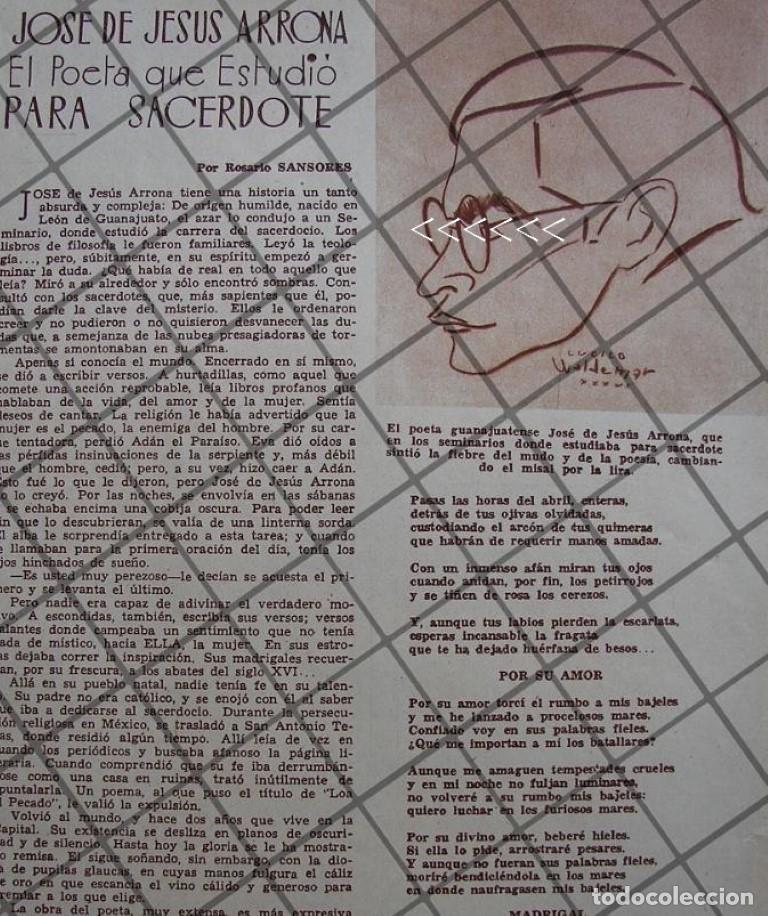 JOSE DE JESUS ARRONA
El Poeta que Estudió
PARA SACERDOTE
Por Rosario SANSORES
JOSE de Jesús Arrona tiene una historia un tanto
absurda y compleja: De origen humilde, nacido en
León de Guanajuato, el azar lo condujo a un Se-
minario, donde estudió la carrera del sacerdocio. Los
lisbros de filosofía le fueron familiares. Leyó la teolo-
gía..., pero, súbitamente, en su espíritu empezó a ger-
minar la duda. ¿Qué había de real en todo aquello que
leía? Miró a su alrededor y sólo encontró sombras. Con-
sultó con los sacerdotes que, más sapientes que él, po-
dían darle la clave del misterio. Ellos le ordenaron
creer y no pudieron o no quisieron desvanecer las du-
das que, a semejanza de las nubes presagiadoras de tor-
mentas se amontonaban en su alma.
Apenas si conocía el mundo. Encerrado en sí mismo,
se dió a escribir versos. A hurtadillas, como aquel que
comete una acción reprobable, leía libros profanos que
hablaban de la vida, del amor y de la mujer. Sentía
deseos de cantar. La religión le había advertido que la
mujer es el pecado, la enemiga del hombre. Por su car-
ne tentadora, perdió Adán el Paraíso. Eva dió oídos a
as pérfidas insinuaciones de la serpiente y, más débil
que el hombre, cedió; pero, a su vez, hizo caer a Adán.
Esto fué lo que le dijeron, pero José de Jesús Arrona
o lo creyó. Por las noches, se envolvía en las sábanas
se echaba encima una cobija oscura. Para poder leer
in que lo descubrieran, se valía de una linterna sorda.
El alba le sorprendía entregado a esta tarea; y cuando
e llamaban para la primera oración del día, tenía los
jos hinchados de sueño.
—Es usted muy perezoso—le decían se acuesta el pri-
mero y se levanta el último.
Pero nadie era capaz de adivinar el verdadero mo-
ivo. A escondidas, también, escribía sus versos; versos
alantes donde campeaba un sentimiento que no tenía
ada de místico, hacia ELLA, la mujer. En sus estro-
as dejaba correr la inspiración. Sus madrigales recuer-
an, por su frescura, a los abates del siglo XVI...
Allá en su pueblo natal, nadie tenía fe en su talen-
o. Su padre no era católico, y se enojó con él al saber
ue iba a dedicarse al sacerdocio. Durante la persecu-
ión religiosa en México, se trasladó a San Antonio Te-
as, donde residió algún tiempo. Allí leía de vez en
uando los periódicos y buscaba afanoso la página li-
eraria. Cuando comprendió que su fe iba derrumbán-
ose como una casa en ruinas, trató inútilmente de
puntalarla. Un poema, al que puso el título de "Loa
l Pecado", le valió la expulsión.
Volvió al mundo, y hace dos años que vive en la
Capital. Su existencia se desliza en planos de oscuri-
ad y de silencio. Hasta hoy la gloria se le ha mostra-
o remisa. El sigue soñando, sin embargo, con la dio-
a de pupilas glaucas, en cuyas manos fulgura el cáliz
e oro en que escancia el vino cálido y generoso para
remiar a los que elige.
La obra del poeta, muy extensa, es más expresiva
<<<<<<
LUCILO
Waldemar
XXXVI
El poeta guanajuatense José de Jesús Arrona, que
en los seminarios donde estudiaba para sacerdote
sintió la fiebre del mudo y de la poesía, cambian-
do el misal por la lira.
Pasas las horas del abril, enteras,
detrás de tus ojivas olvidadas,
custodiando el arcón de tus quimeras
que habrán de requerir manos amadas.
Con un inmenso afán miran tus ojos
cuando anidan, por fin, los petirrojos
y se tiñen de rosa los cerezos.
Y, aunque tus labios pierden la escarlata,
esperas incansable la fragata
que te ha dejado huérfana de besos...
POR SU AMOR
Por su amor torcí el rumbo a mis bajeles
y me he lanzado a procelosos mares.
Confiado voy en sus palabras fieles.
¿Qué me importan a mí los batallares?
Aunque me amaguen tempestades crueles
y en mi noche no fuljan luminares,
no volveré a su rumbo mis bajeles:
quiero luchar en los furiosos mares.
Por su divino amor, beberé hieles.
Si ella lo pide, arrostraré pesares.
Y aunque no fueran sus palabras fieles,
moriré bendiciéndola en los mares
en donde naufragasen mis bajeles.
MADRIGAL
todocoleccion